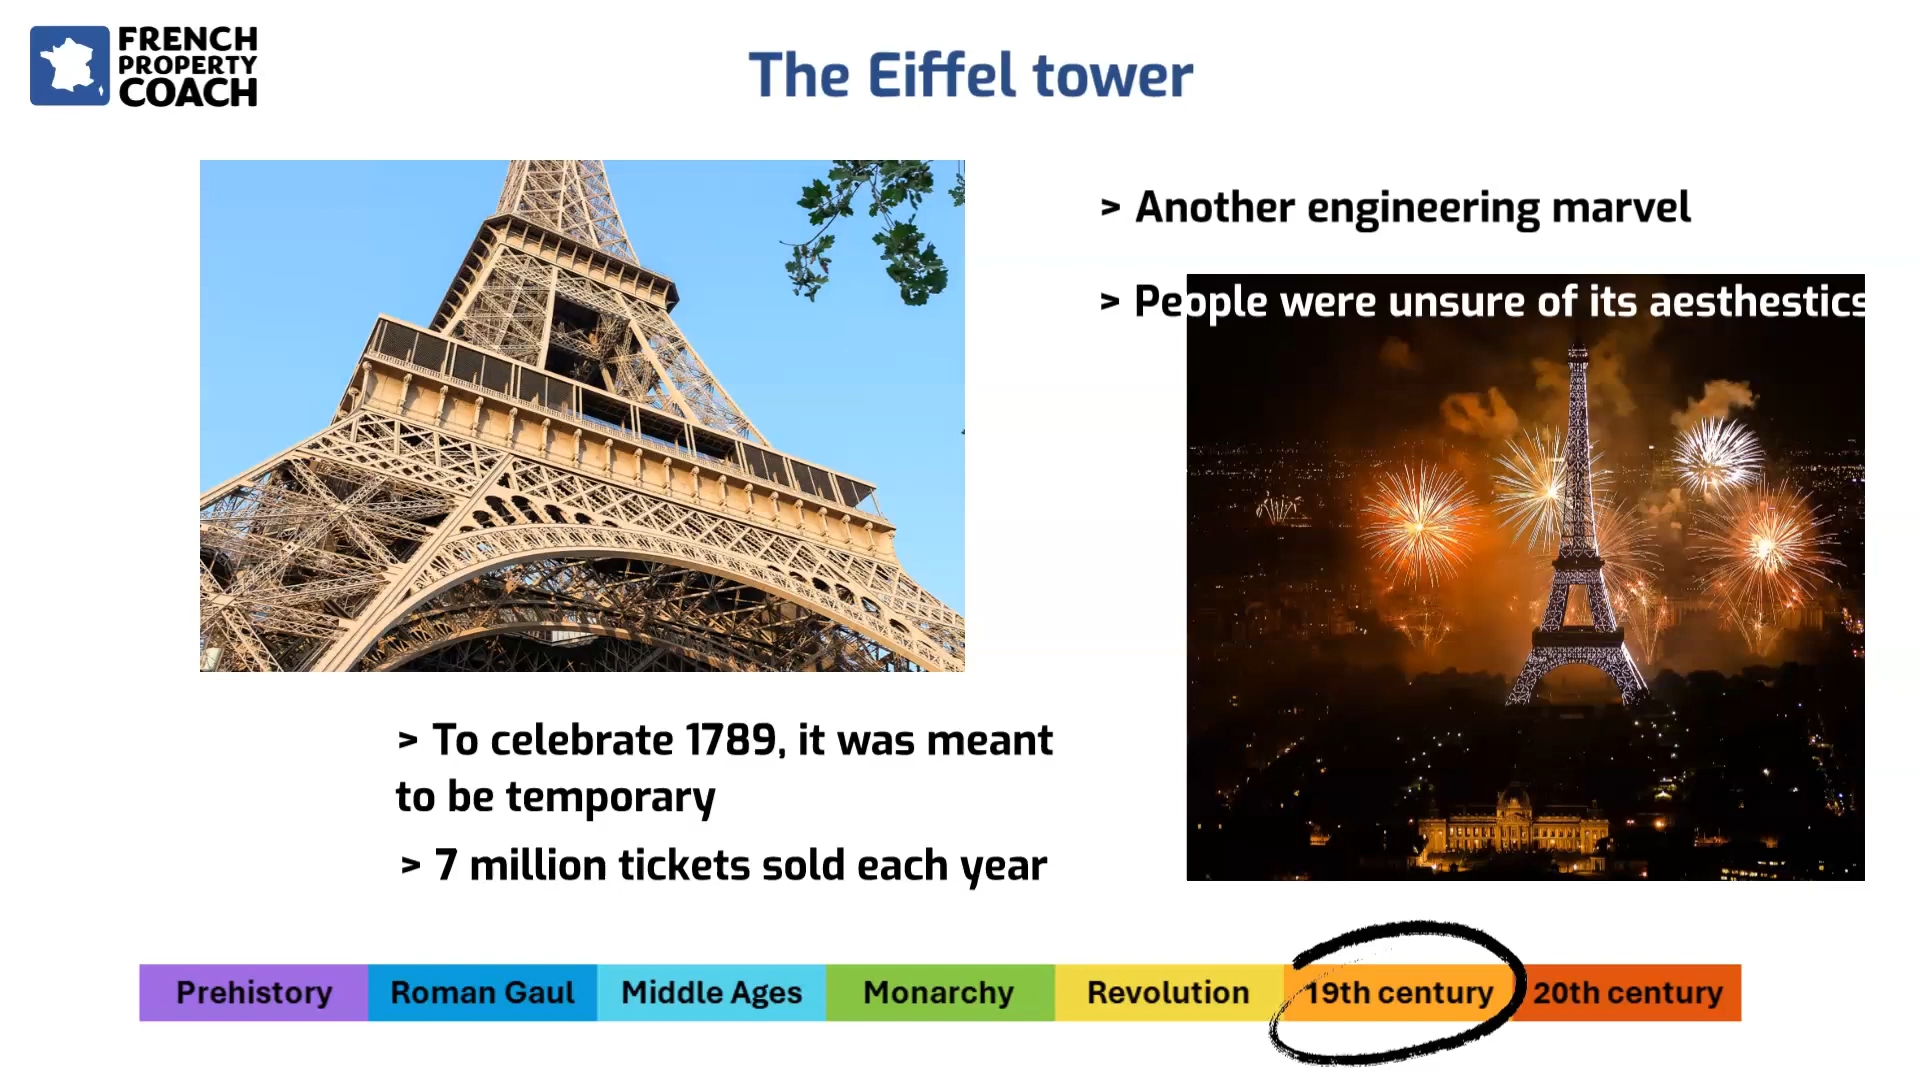 FRENCH
PROPERTY
COACH
The Eiffel tower
> Another engineering marvel
> People were unsure of its aesthestics
> To celebrate 1789, it was meant
to be temporary
> 7 million tickets sold each year
Prehistory Roman Gaul Middle Ages Monarchy Revolution 19th century 20th century